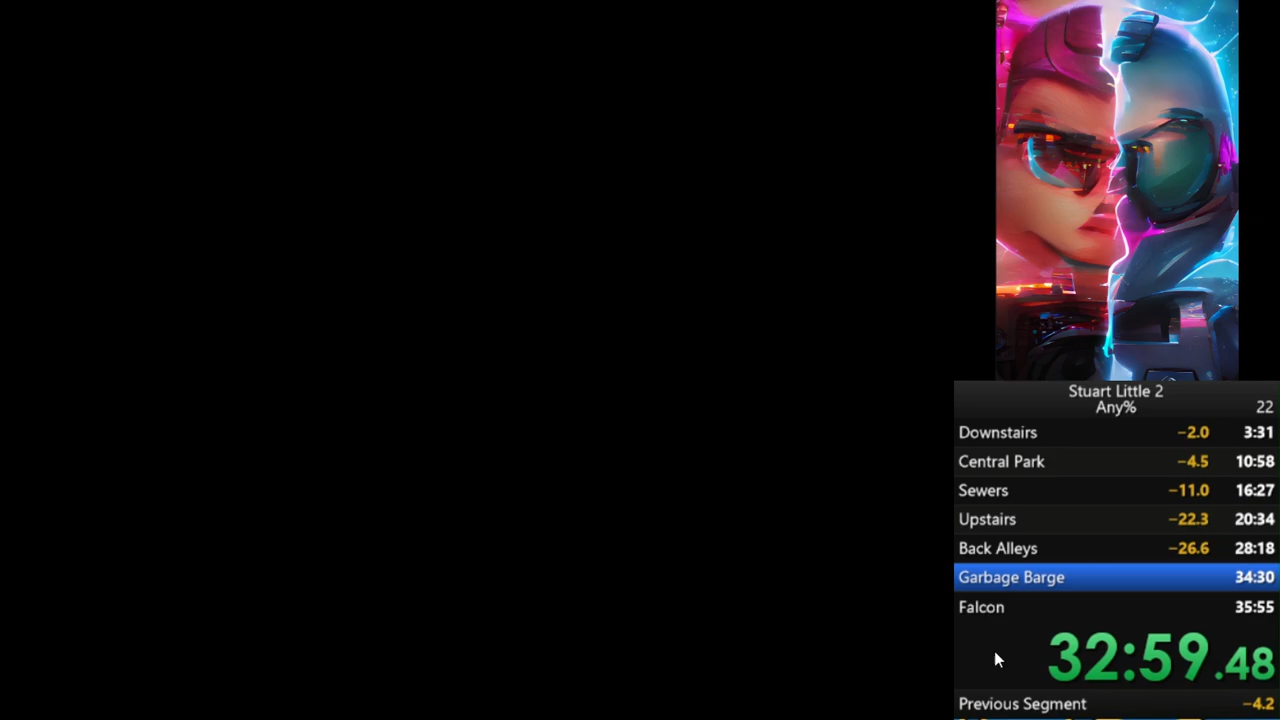 Stuart Little 2
Any% 22
Downstairs −2.0 3:31
Central Park −4.5 10:58
Sewers −11.0 16:27
Upstairs −22.3 20:34
Back Alleys −26.6 28:18
Garbage Barge 34:30
Falcon 35:55
32:59.48
Previous Segment −4.2